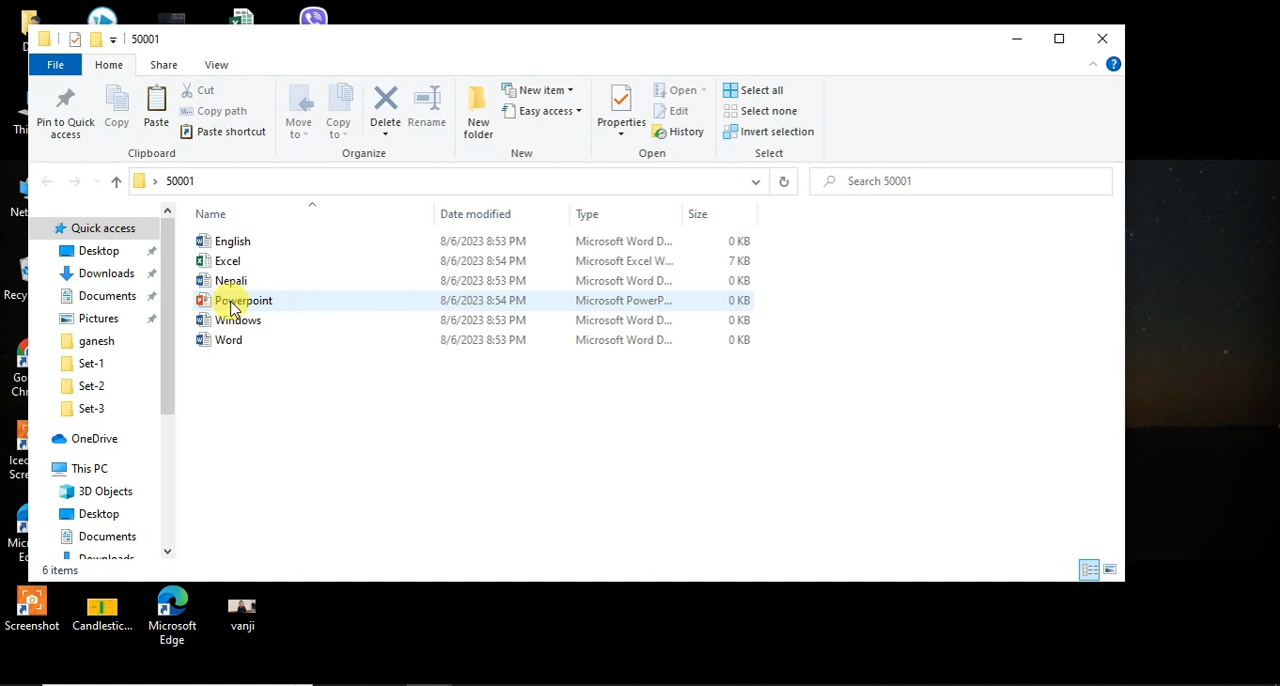 50001
File Home Share View
Pin to Quick access
Copy
Paste
Cut
Copy path
Paste shortcut
Clipboard
Move to
Copy to
Delete
Rename
Organize
New folder
New item
Easy access
New
Properties
Open
Edit
History
Open
Select all
Select none
Invert selection
Select
50001
Search 50001
Name Date modified Type Size
English 8/6/2023 8:53 PM Microsoft Word D... 0 KB
Excel 8/6/2023 8:54 PM Microsoft Excel W... 7 KB
Nepali 8/6/2023 8:53 PM Microsoft Word D... 0 KB
Powerpoint 8/6/2023 8:54 PM Microsoft PowerP... 0 KB
Windows 8/6/2023 8:53 PM Microsoft Word D... 0 KB
Word 8/6/2023 8:53 PM Microsoft Word D... 0 KB
Quick access
Desktop
Downloads
Documents
Pictures
ganesh
Set-1
Set-2
Set-3
OneDrive
This PC
3D Objects
Desktop
Documents
Downloads
6 items
Recy
Screenshot
Candlestic...
Microsoft Edge
vanji